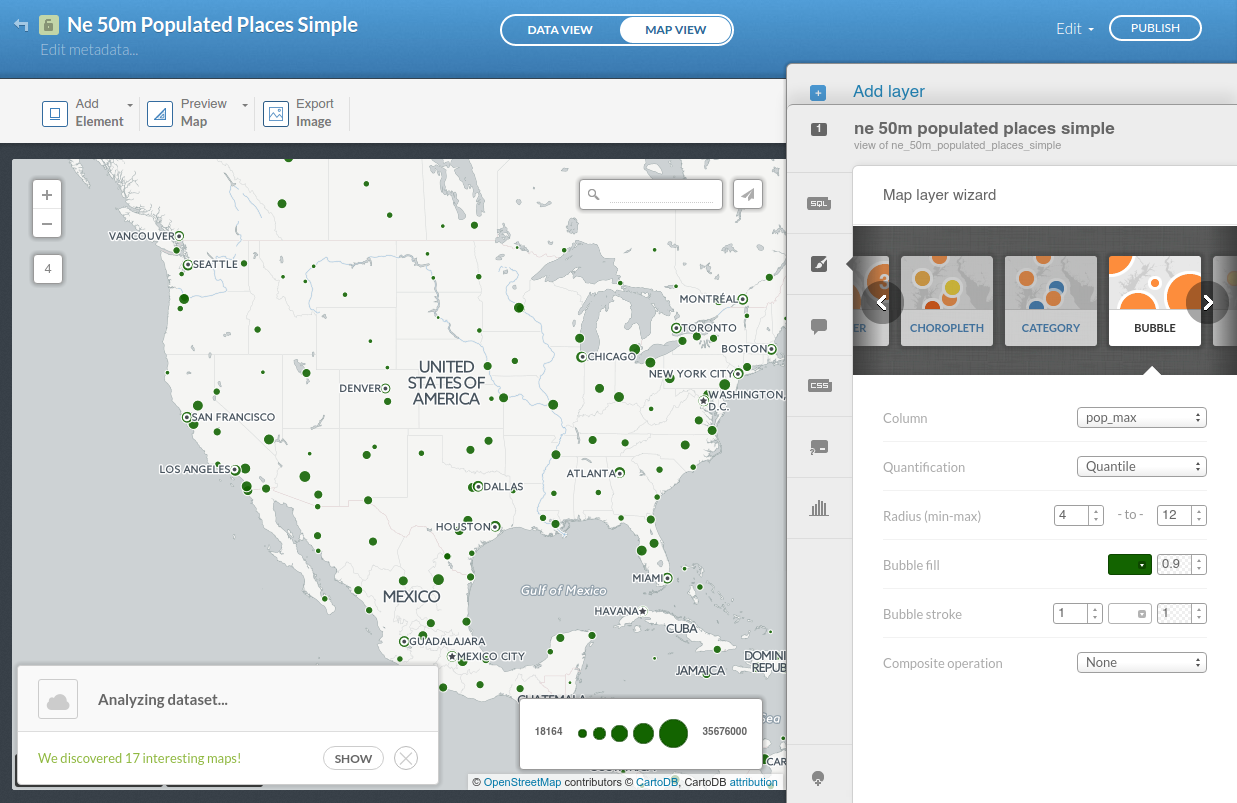 Ne 50m Populated Places Simple
Edit metadata...
DATA VIEW
MAP VIEW
Edit
PUBLISH
Add Element
Preview Map
Export Image
Add layer
1
ne 50m populated places simple
view of ne_50m_populated_places_simple
SQL
CSS
Map layer wizard
3
ER
CHOROPLETH
CATEGORY
BUBBLE
Column
pop_max
Quantification
Quantile
Radius (min-max)
4
- to -
12
Bubble fill
0.9
Bubble stroke
1
1
Composite operation
None
+
−
4
VANCOUVER
SEATTLE
MONTRÉAL
TORONTO
BOSTON
CHICAGO
UNITED
STATES OF
AMERICA
DENVER
NEW YORK CITY
WASHINGTON,
D.C.
SAN FRANCISCO
LOS ANGELES
ATLANTA
DALLAS
HOUSTON
MIAMI
Gulf of Mexico
MEXICO
HAVANA
CUBA
GUADALAJARA
MEXICO CITY
JAMAICA
DOMINI
REPUB
GUATEMALA
Sea
CAR
Analyzing dataset...
We discovered 17 interesting maps!
SHOW
18164
35676000
© OpenStreetMap contributors © CartoDB, CartoDB attribution